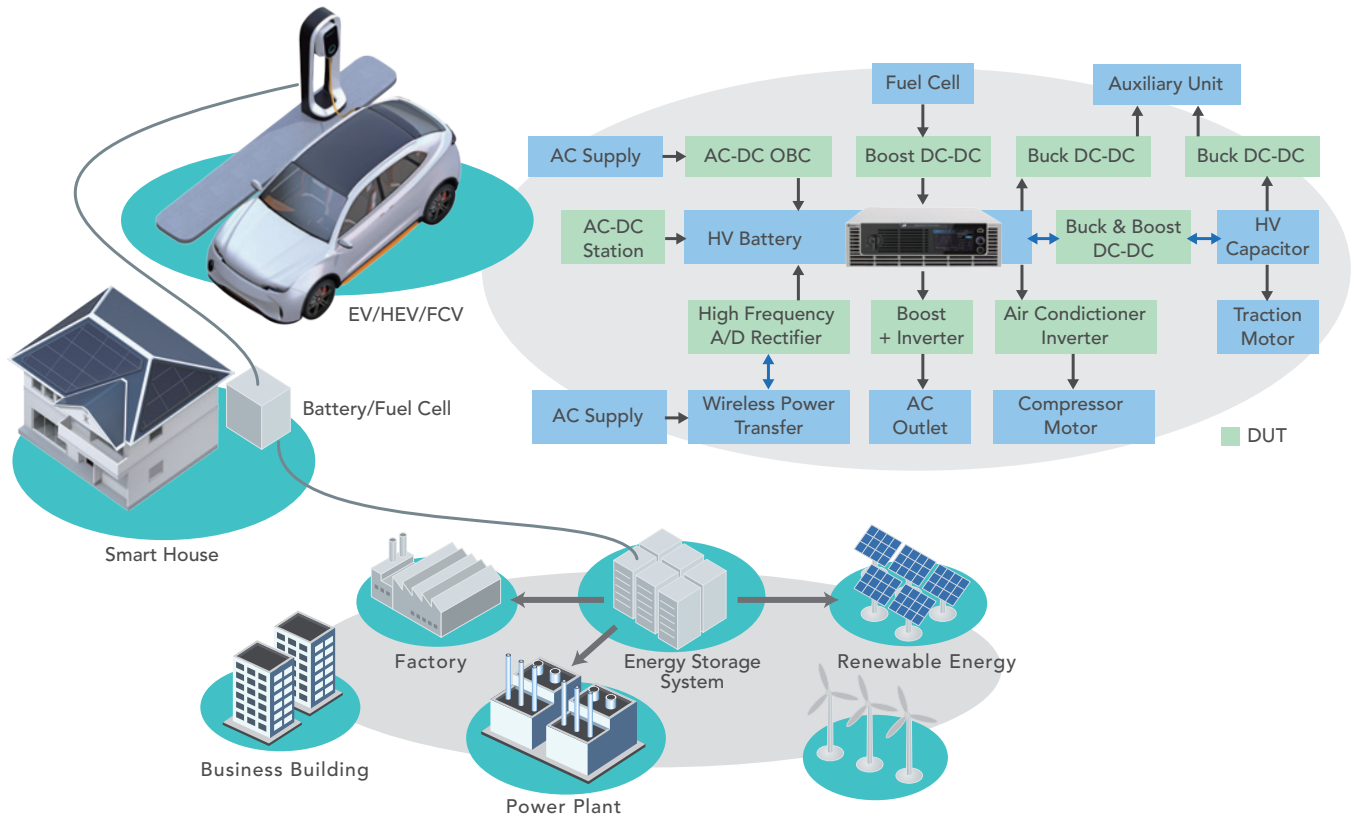 Fuel Cell
Auxiliary Unit
AC Supply
AC-DC OBC
Boost DC-DC
Buck DC-DC
Buck DC-DC
AC-DC
Station
HV Battery
Buck & Boost
DC-DC
HV
Capacitor
EV/HEV/FCV
High Frequency
A/D Rectifier
Boost
+ Inverter
Air Condictioner
Inverter
Traction
Motor
Battery/Fuel Cell
AC Supply
Wireless Power
Transfer
AC
Outlet
Compressor
Motor
DUT
Smart House
Factory
Energy Storage
System
Renewable Energy
Business Building
Power Plant